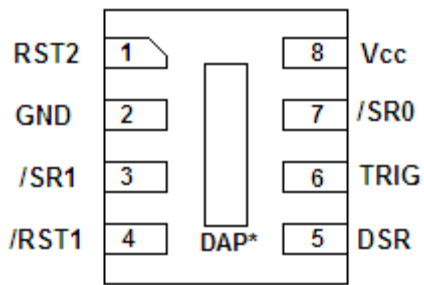 RST2 1 8 Vcc
GND 2 7 /SR0
/SR1 3 6 TRIG
/RST1 4 DAP* 5 DSR